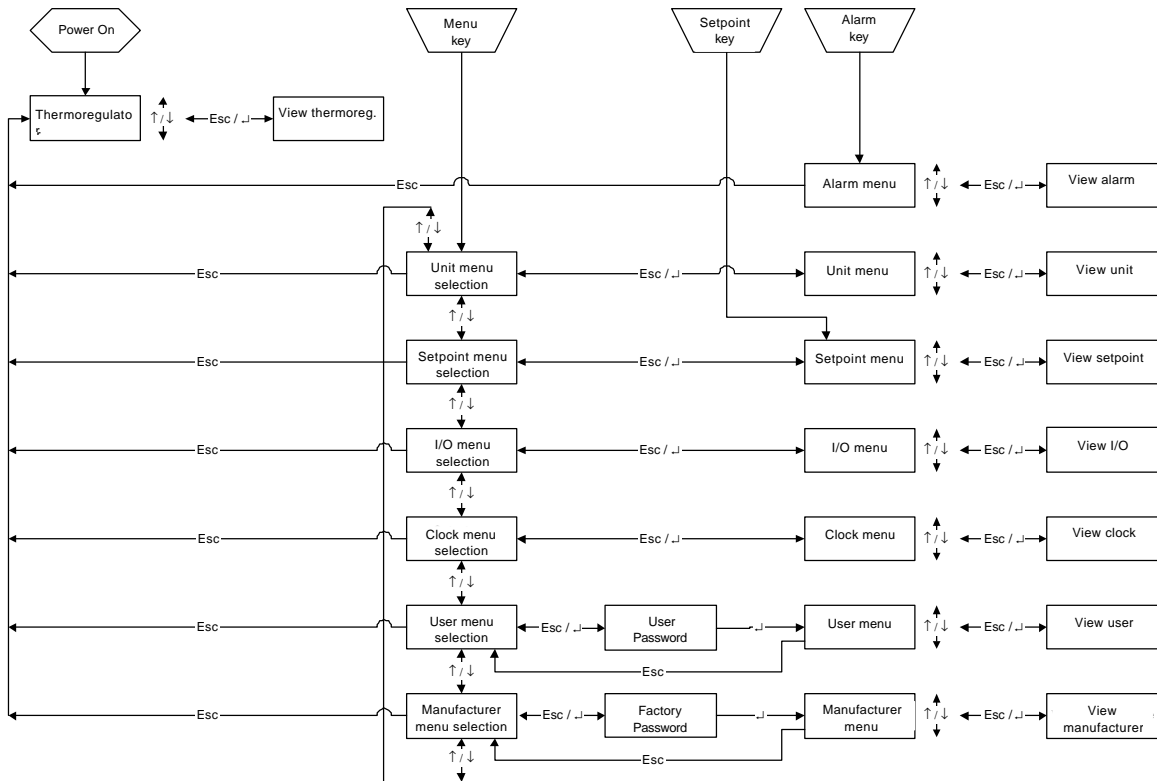 Power On
Menu
key
Setpoint
key
Alarm
key
Thermoregulato
r
↑/↓
Esc / ↵
View thermoreg.
Esc
Alarm menu
↑/↓
Esc / ↵
View alarm
↑/↓
Esc
Unit menu
selection
Esc / ↵
Unit menu
↑/↓
Esc / ↵
View unit
↑/↓
Esc
Setpoint menu
selection
Esc / ↵
Setpoint menu
↑/↓
Esc / ↵
View setpoint
↑/↓
Esc
I/O menu
selection
Esc / ↵
I/O menu
↑/↓
Esc / ↵
View I/O
↑/↓
Esc
Clock menu
selection
Esc / ↵
Clock menu
↑/↓
Esc / ↵
View clock
↑/↓
Esc
User menu
selection
Esc / ↵
User
Password
↵
User menu
↑/↓
Esc / ↵
View user
Esc
↑/↓
Esc
Manufacturer
menu selection
Esc / ↵
Factory
Password
↵
Manufacturer
menu
↑/↓
Esc / ↵
View
manufacturer
Esc
↑/↓